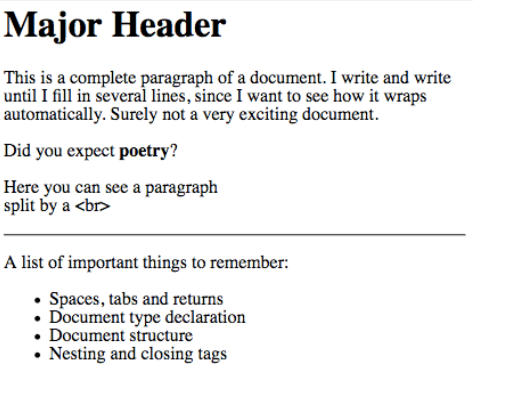 Major Header
This is a complete paragraph of a document. I write and write
until I fill in several lines, since I want to see how it wraps
automatically. Surely not a very exciting document.
Did you expect poetry?
Here you can see a paragraph
split by a <br>
A list of important things to remember:
• Spaces, tabs and returns
• Document type declaration
• Document structure
• Nesting and closing tags